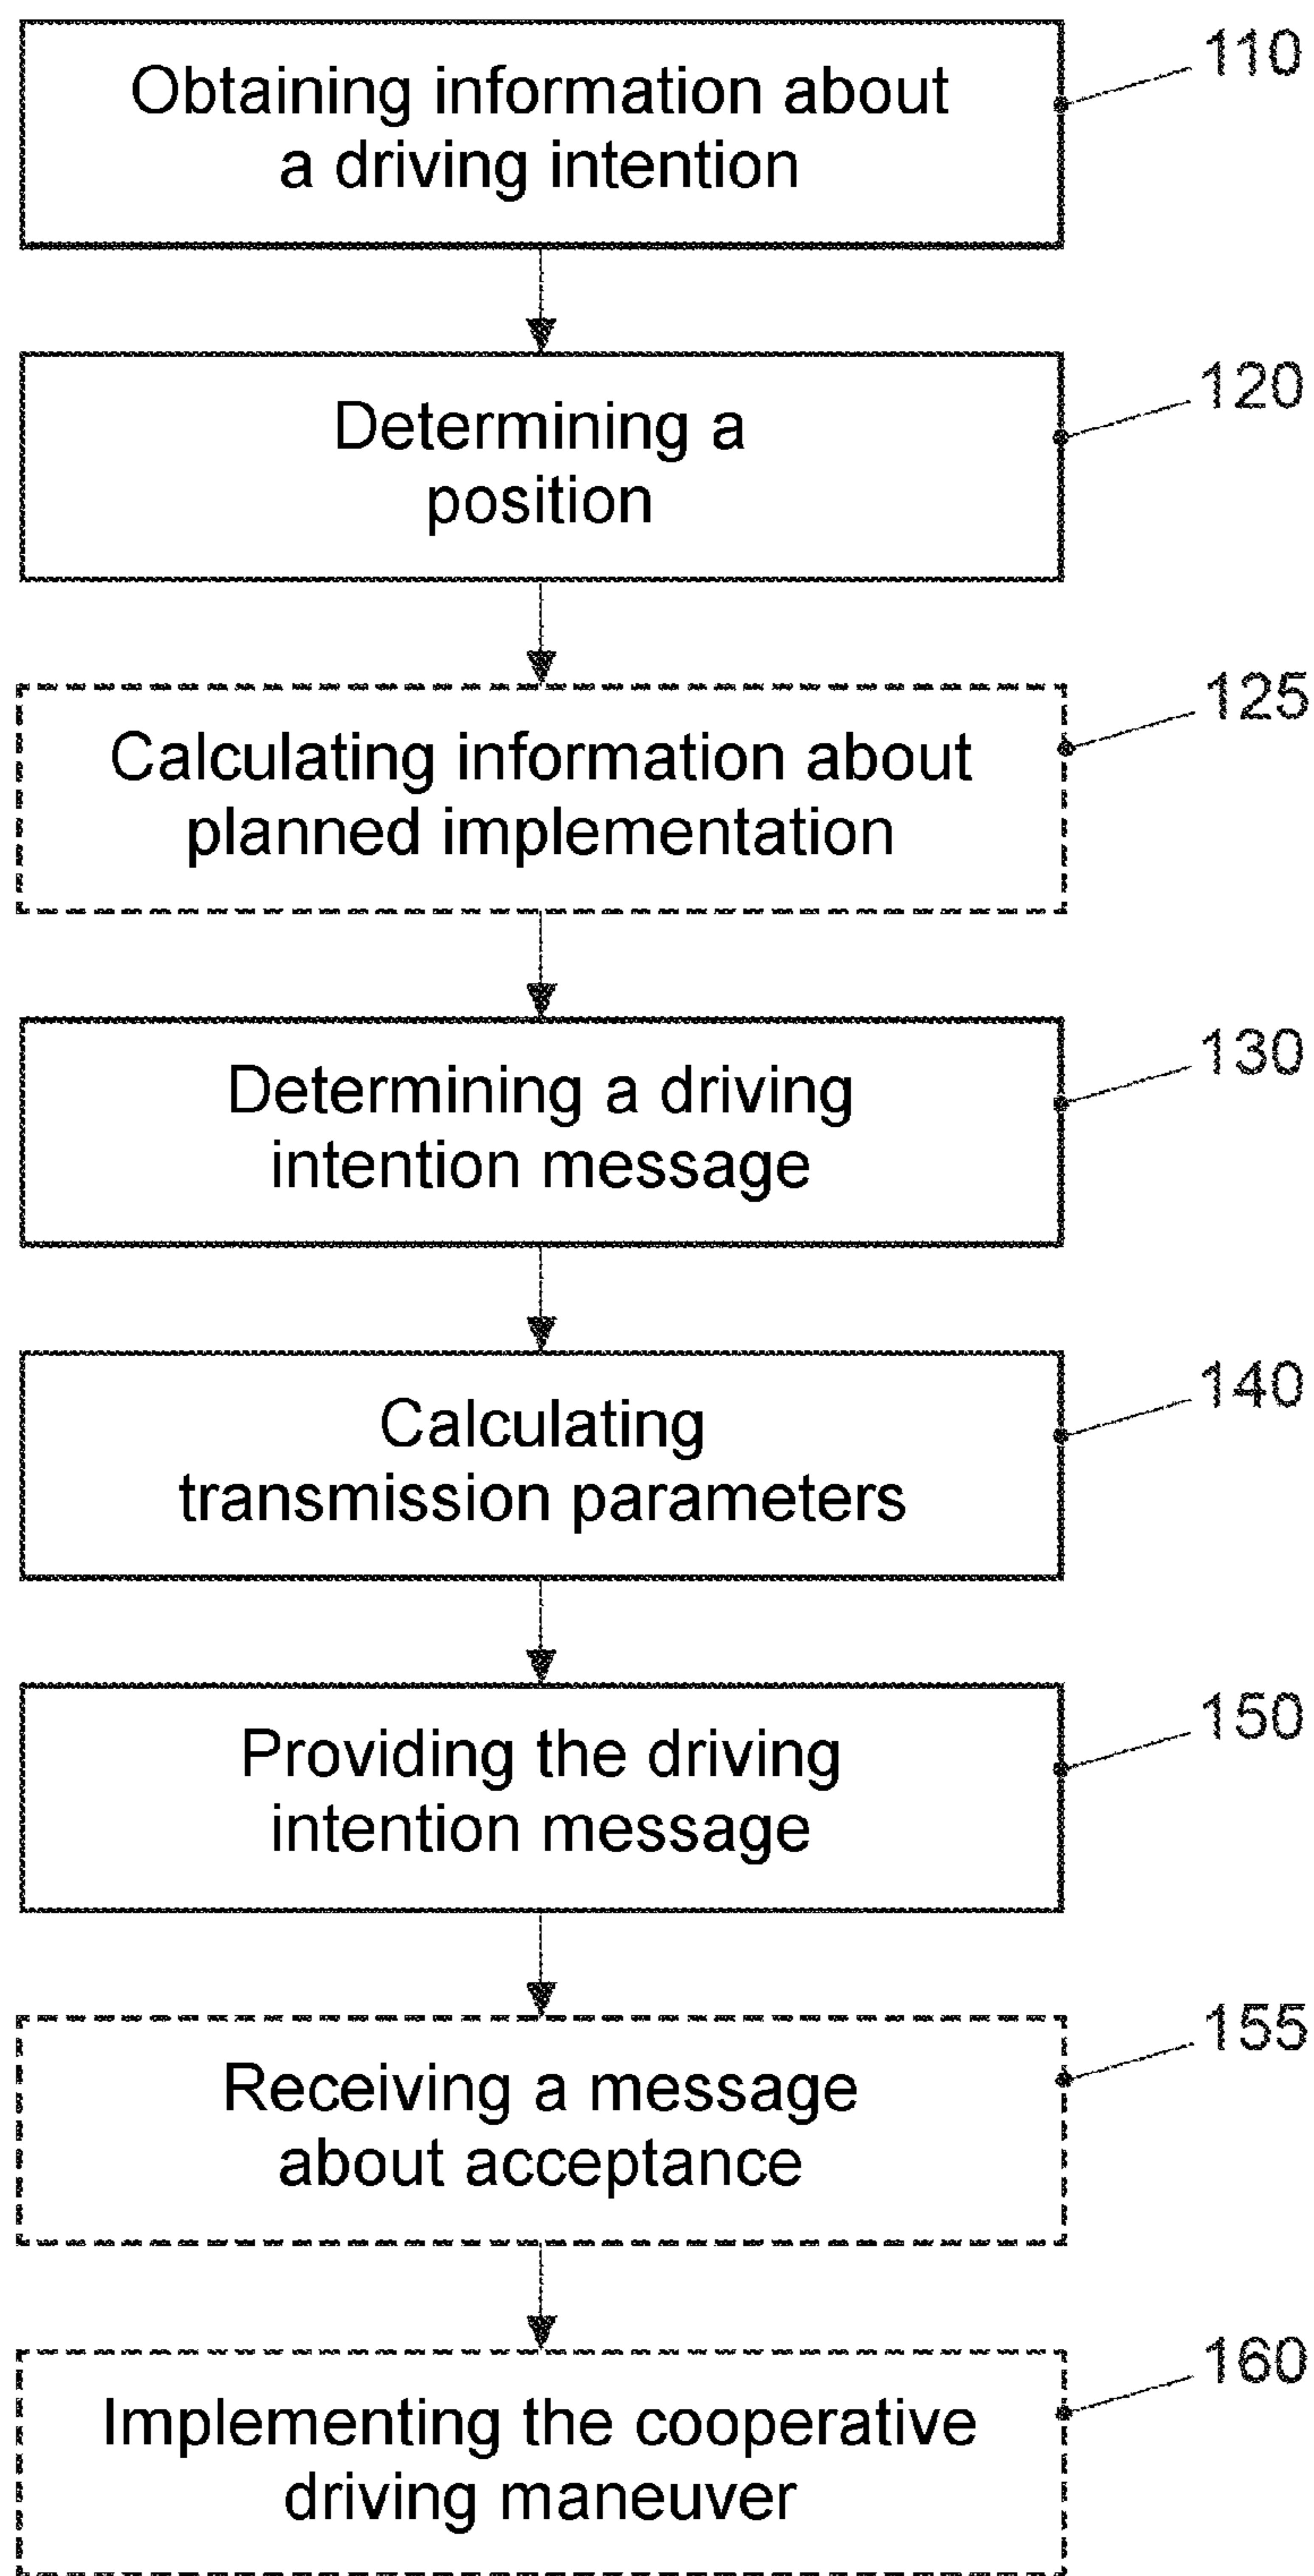 Obtaining information about
a driving intention
110
Determining a
position
120
Calculating information about
planned implementation
125
Determining a driving
intention message
130
Calculating
transmission parameters
140
Providing the driving
intention message
150
Receiving a message
about acceptance
155
Implementing the cooperative
driving maneuver
160